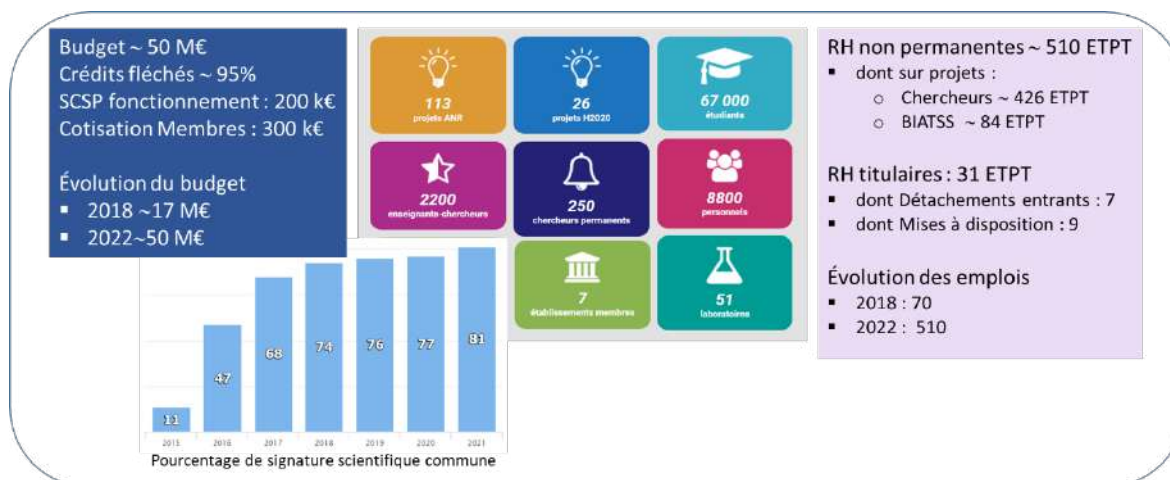 Budget ~ 50 M€
Crédits fléchés ~ 95%
SCSP fonctionnement : 200 k€
Cotisation Membres : 300 k€
Évolution du budget
▪ 2018 ~17 M€
▪ 2022~50 M€
113
projets ANR
26
projets H2020
67 000
étudiants
2200
enseignants-chercheurs
250
chercheurs permanents
8800
personnels
7
établissements membres
51
laboratoires
RH non permanentes ~ 510 ETPT
▪ dont sur projets :
o Chercheurs ~ 426 ETPT
o BIATSS ~ 84 ETPT
RH titulaires : 31 ETPT
▪ dont Détachements entrants : 7
▪ dont Mises à disposition : 9
Évolution des emplois
▪ 2018 : 70
▪ 2022 : 510
11
47
68
74
76
77
81
2015
2016
2017
2018
2019
2020
2021
Pourcentage de signature scientifique commune